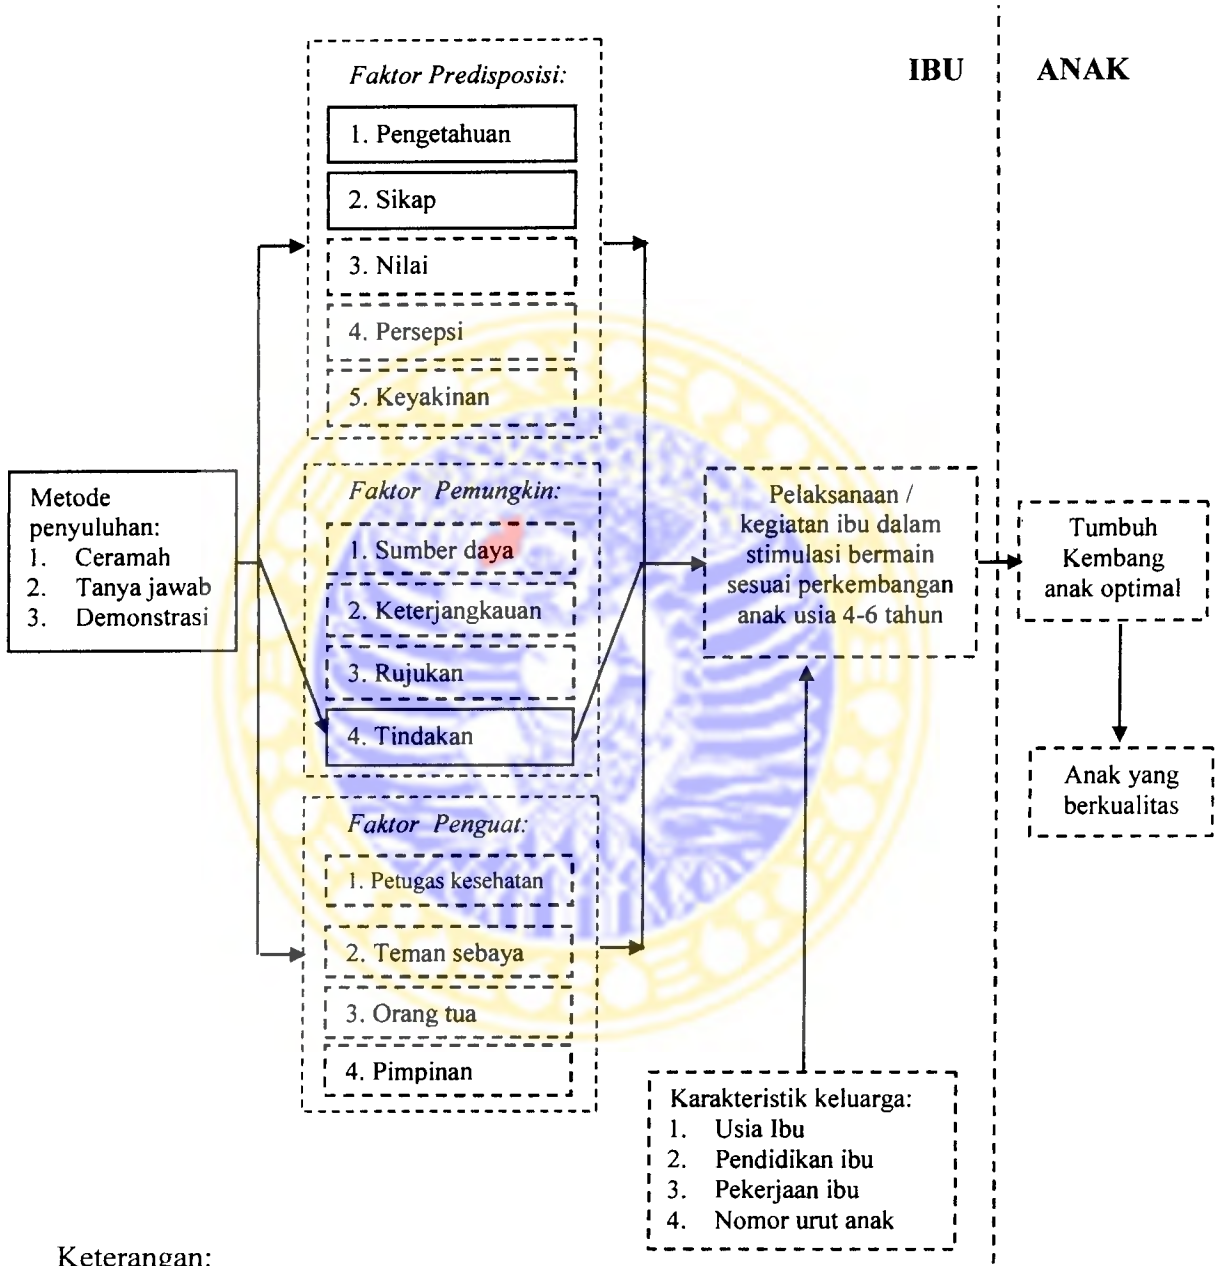 IBU
ANAK
Faktor Predisposisi:
1. Pengetahuan
2. Sikap
3. Nilai
4. Persepsi
5. Keyakinan
Metode
penyuluhan:
1. Ceramah
2. Tanya jawab
3. Demonstrasi
Faktor Pemungkin:
1. Sumber daya
2. Keterjangkauan
3. Rujukan
4. Tindakan
Faktor Penguat:
1. Petugas kesehatan
2. Teman sebaya
3. Orang tua
4. Pimpinan
Pelaksanaan /
kegiatan ibu dalam
stimulasi bermain
sesuai perkembangan
anak usia 4-6 tahun
Tumbuh
Kembang
anak optimal
Anak yang
berkualitas
Karakteristik keluarga:
1. Usia Ibu
2. Pendidikan ibu
3. Pekerjaan ibu
4. Nomor urut anak
Keterangan: